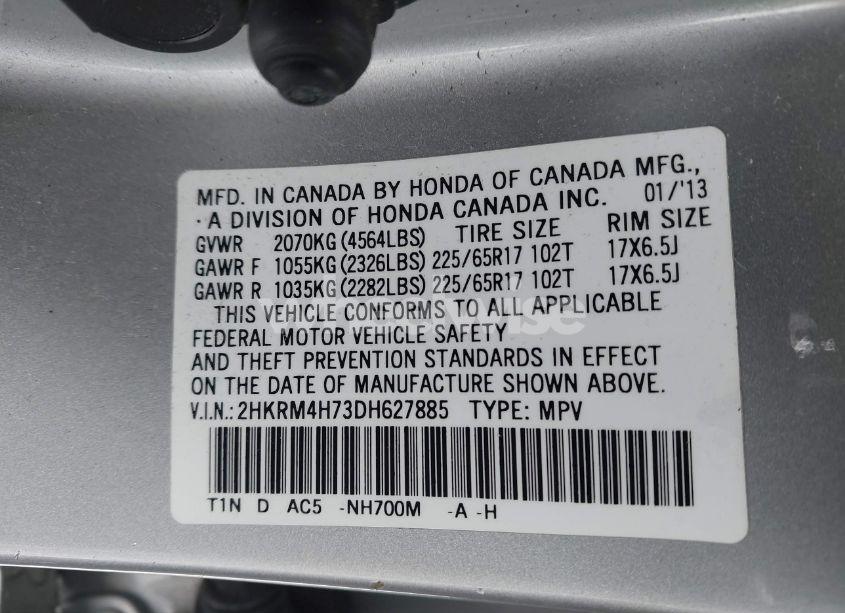 MFD. IN CANADA BY HONDA OF CANADA MFG.,
·A DIVISION OF HONDA CANADA INC. 01/'13
GVWR 2070KG(4564LBS) TIRE SIZE RIM SIZE
GAWR F 1055KG(2326LBS) 225/65R17 102T 17X6.5J
GAWR R 1035KG(2282LBS) 225/65R17 102T 17X6.5J
THIS VEHICLE CONFORMS TO ALL APPLICABLE
FEDERAL MOTOR VEHICLE SAFETY
AND THEFT PREVENTION STANDARDS IN EFFECT
ON THE DATE OF MANUFACTURE SHOWN ABOVE.
V.I.N.:2HKRM4H73DH627885 TYPE: MPV
T1N D AC5 -NH700M -A -H